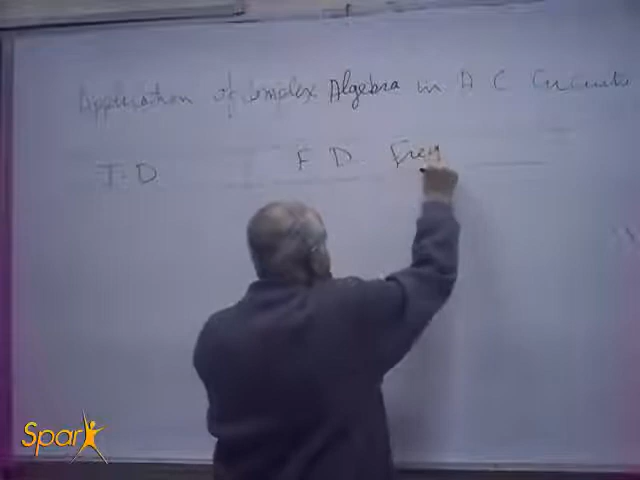 Application of Complex Algebra in A C Circuits
T. D F D Freq
Spark